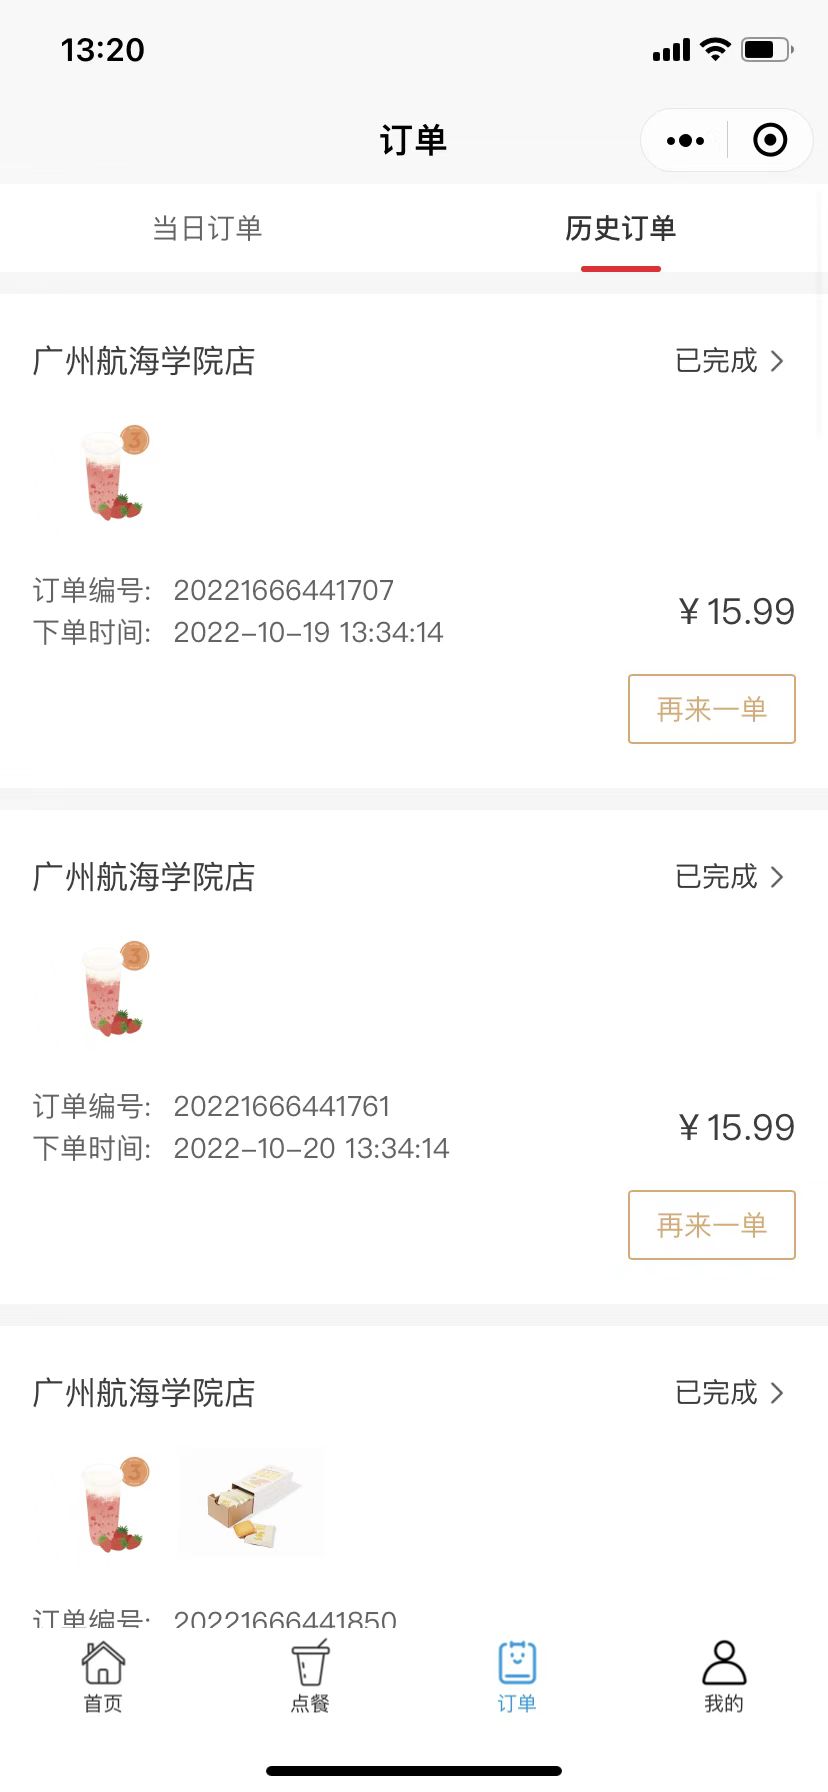 13:20
订单
当日订单 历史订单
广州航海学院店 已完成
3
订单编号: 20221666441707
¥15.99
下单时间: 2022-10-19 13:34:14
再来一单
广州航海学院店 已完成
3
订单编号: 20221666441761
¥15.99
下单时间: 2022-10-20 13:34:14
再来一单
广州航海学院店 已完成
3
订单编号: 20221666441850
首页 点餐 订单 我的